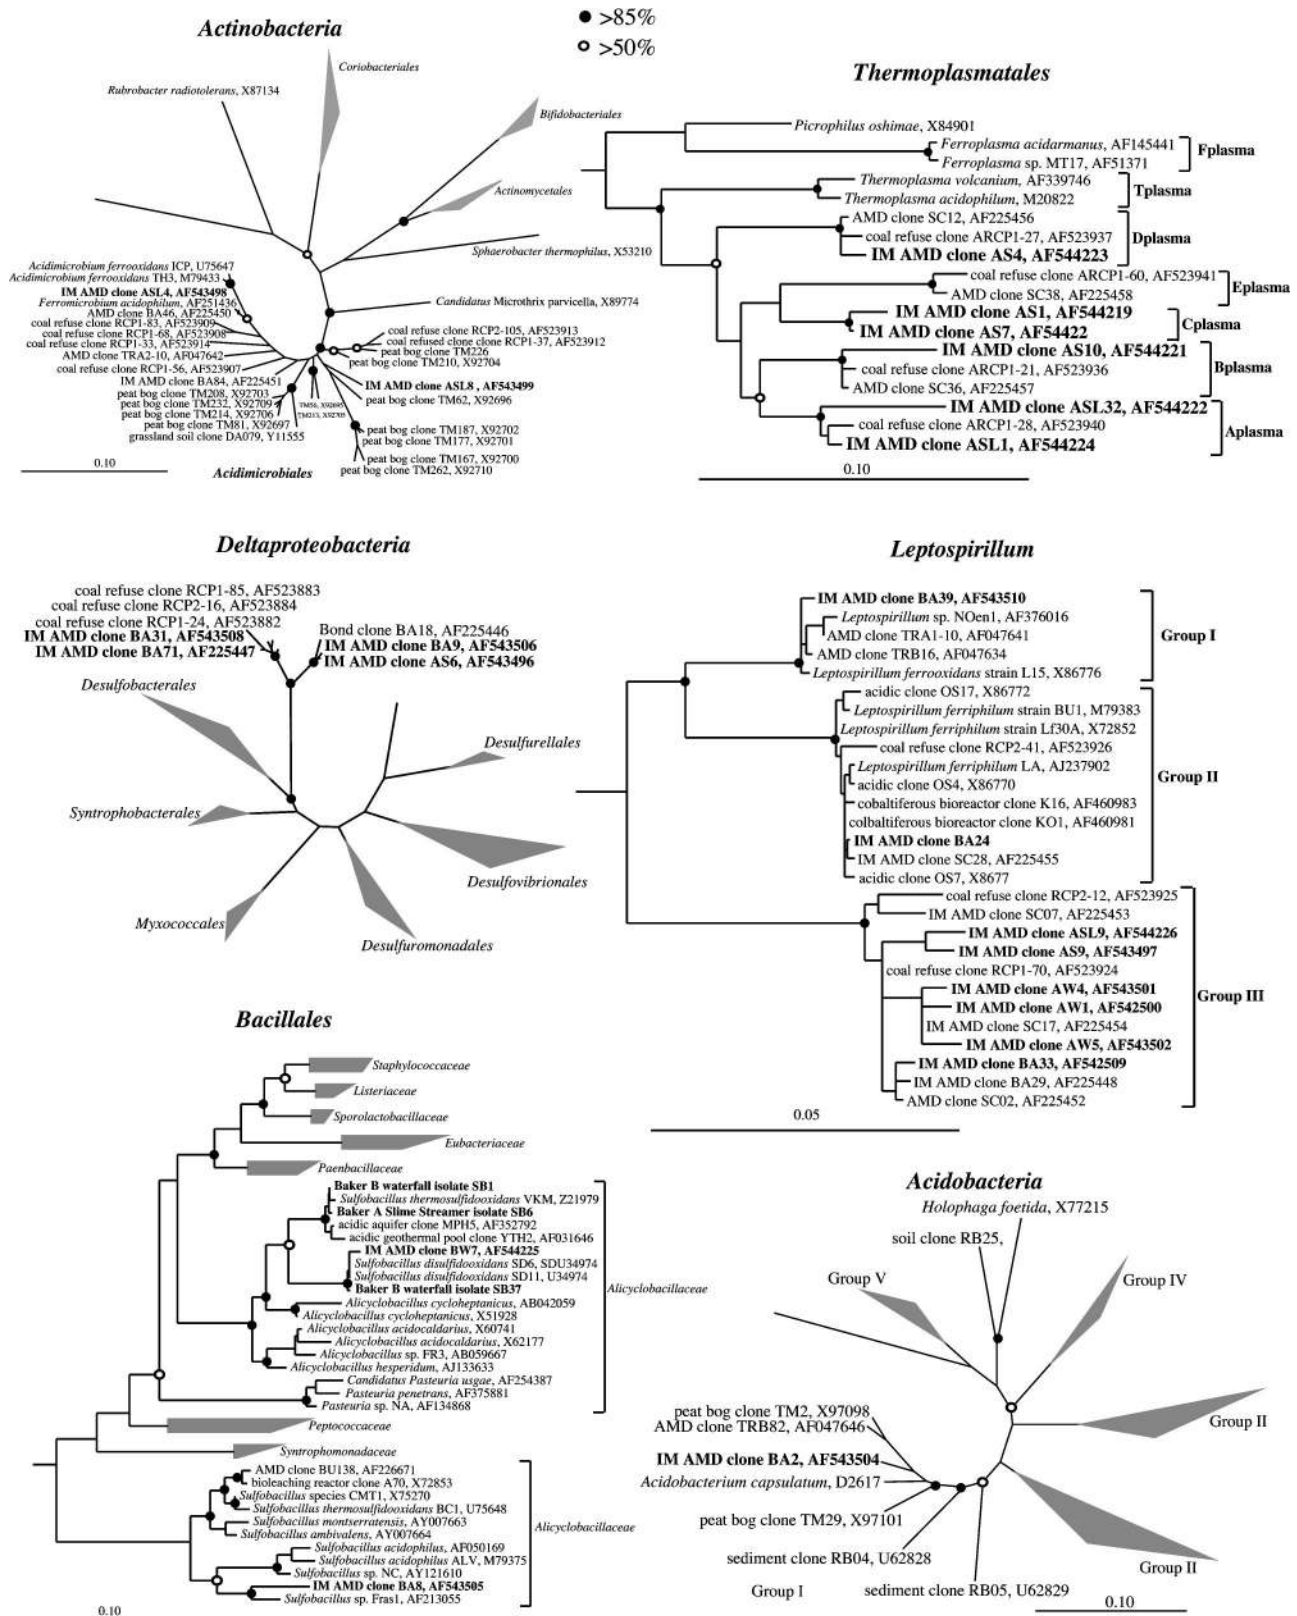 Actinobacteria
● >85%
○ >50%
Coriobacteriales
Rubrobacter radiotolerans, X87134
Bifidobacteriales
Actinomycetales
Sphaerobacter thermophilus, X53210
Acidimicrobium ferrooxidans ICP, U75647
Acidimicrobium ferrooxidans TH3, M79433
IM AMD clone ASL4, AF543498
Ferromicrobium acidophilum, AF251436
AMD clone BA46, AF225450
coal refuse clone RCP1-83, AF523909
coal refuse clone RCP1-68, AF523908
coal refuse clone RCP1-33, AF523914
AMD clone TRA2-10, AF047642
coal refuse clone RCP1-56, AF523907
IM AMD clone BA84, AF225451
peat bog clone TM208, X92703
peat bog clone TM232, X92709
peat bog clone TM214, X92706
peat bog clone TM81, X92697
grassland soil clone DA079, Y11555
Candidatus Microthrix parvicella, X89774
coal refuse clone RCP2-105, AF523913
coal refused clone RCP1-37, AF523912
peat bog clone TM226
peat bog clone TM210, X92704
IM AMD clone ASL8 , AF543499
peat bog clone TM62, X92696
TM56, X92695
TM213, X92705
peat bog clone TM187, X92702
peat bog clone TM177, X92701
peat bog clone TM167, X92700
peat bog clone TM262, X92710
0.10
Acidimicrobiales
Thermoplasmatales
Picrophilus oshimae, X84901
Ferroplasma acidarmanus, AF145441
Ferroplasma sp. MT17, AF51371
Fplasma
Thermoplasma volcanium, AF339746
Thermoplasma acidophilum, M20822
Tplasma
AMD clone SC12, AF225456
coal refuse clone ARCP1-27, AF523937
IM AMD clone AS4, AF544223
Dplasma
coal refuse clone ARCP1-60, AF523941
AMD clone SC38, AF225458
Eplasma
IM AMD clone AS1, AF544219
IM AMD clone AS7, AF54422
Cplasma
IM AMD clone AS10, AF544221
coal refuse clone ARCP1-21, AF523936
AMD clone SC36, AF225457
Bplasma
IM AMD clone ASL32, AF544222
coal refuse clone ARCP1-28, AF523940
IM AMD clone ASL1, AF544224
Aplasma
0.10
Deltaproteobacteria
coal refuse clone RCP1-85, AF523883
coal refuse clone RCP2-16, AF523884
coal refuse clone RCP1-24, AF523882
IM AMD clone BA31, AF543508
IM AMD clone BA71, AF225447
Bond clone BA18, AF225446
IM AMD clone BA9, AF543506
IM AMD clone AS6, AF543496
Desulfobacterales
Desulfurellales
Syntrophobacterales
Desulfovibrionales
Myxococcales
Desulfuromonadales
Leptospirillum
IM AMD clone BA39, AF543510
Leptospirillum sp. NOen1, AF376016
AMD clone TRA1-10, AF047641
AMD clone TRB16, AF047634
Leptospirillum ferrooxidans strain L15, X86776
Group I
acidic clone OS17, X86772
Leptospirillum ferriphilum strain BU1, M79383
Leptospirillum ferriphilum strain Lf30A, X72852
coal refuse clone RCP2-41, AF523926
Leptospirillum ferriphilum LA, AJ237902
acidic clone OS4, X86770
cobaltiferous bioreactor clone K16, AF460983
colbaltiferous bioreactor clone KO1, AF460981
IM AMD clone BA24
IM AMD clone SC28, AF225455
acidic clone OS7, X8677
Group II
coal refuse clone RCP2-12, AF523925
IM AMD clone SC07, AF225453
IM AMD clone ASL9, AF544226
IM AMD clone AS9, AF543497
coal refuse clone RCP1-70, AF523924
IM AMD clone AW4, AF543501
IM AMD clone AW1, AF542500
IM AMD clone SC17, AF225454
IM AMD clone AW5, AF543502
IM AMD clone BA33, AF542509
IM AMD clone BA29, AF225448
AMD clone SC02, AF225452
Group III
0.05
Bacillales
Staphylococcaceae
Listeriaceae
Sporolactobacillaceae
Eubacteriaceae
Paenbacillaceae
Baker B waterfall isolate SB1
Sulfobacillus thermosulfidooxidans VKM, Z21979
Baker A Slime Streamer isolate SB6
acidic aquifer clone MPH5, AF352792
acidic geothermal pool clone YTH2, AF031646
IM AMD clone BW7, AF544225
Sulfobacillus disulfidooxidans SD6, SDU34974
Sulfobacillus disulfidooxidans SD11, U34974
Baker B waterfall isolate SB37
Alicyclobacillus cycloheptanicus, AB042059
Alicyclobacillus cycloheptanicus, X51928
Alicyclobacillus acidocaldarius, X60741
Alicyclobacillus acidocaldarius, X62177
Alicyclobacillus sp. FR3, AB059667
Alicyclobacillus hesperidum, AJ133633
Candidatus Pasteuria usgae, AF254387
Pasteuria penetrans, AF375881
Pasteuria sp. NA, AF134868
Alicyclobacillaceae
Peptococcaceae
Syntrophomonadaceae
AMD clone BU138, AF226671
bioleaching reactor clone A70, X72853
Sulfobacillus species CMT1, X75270
Sulfobacillus thermosulfidooxidans BC1, U75648
Sulfobacillus montserratensis, AY007663
Sulfobacillus ambivalens, AY007664
Sulfobacillus acidophilus, AF050169
Sulfobacillus acidophilus ALV, M79375
Sulfobacillus sp. NC, AY121610
IM AMD clone BA8, AF543505
Sulfobacillus sp. Fras1, AF213055
Alicyclobacillaceae
0.10
Acidobacteria
Holophaga foetida, X77215
soil clone RB25,
Group V
Group IV
peat bog clone TM2, X97098
AMD clone TRB82, AF047646
IM AMD clone BA2, AF543504
Acidobacterium capsulatum, D2617
peat bog clone TM29, X97101
sediment clone RB04, U62828
sediment clone RB05, U62829
Group I
Group II
Group II
0.10